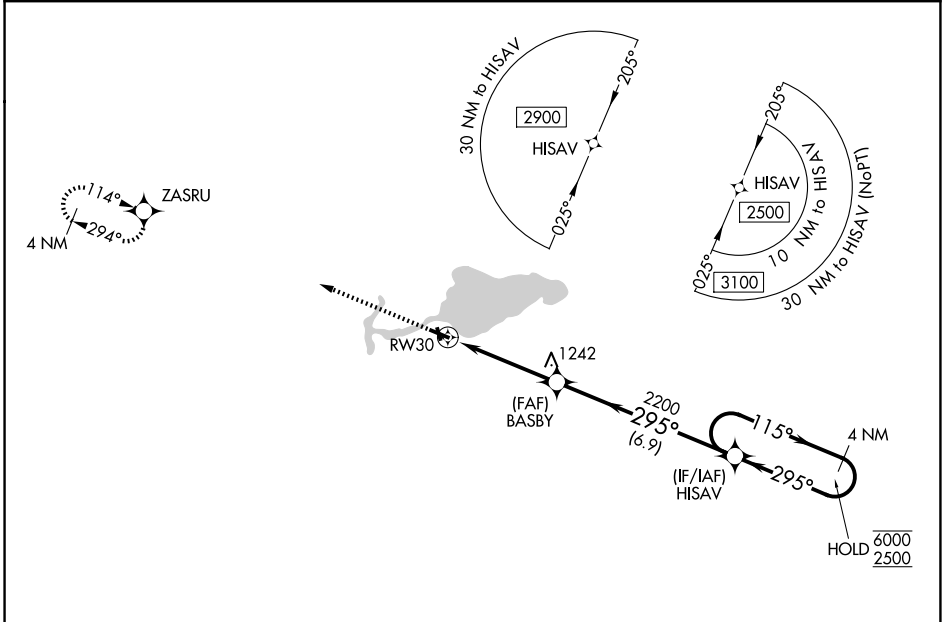 30 NM to HISAV
205°
2900
HISAV
025°
205°
HISAV
2500
10 NM to HISAV
025°
3100
30 NM to HISAV (NoPT)
114°
ZASRU
294°
4 NM
RW30
1242
(FAF)
BASBY
2200
295°
(6.9)
115°
4 NM
(IF/IAF)
HISAV
295°
HOLD
6000
2500